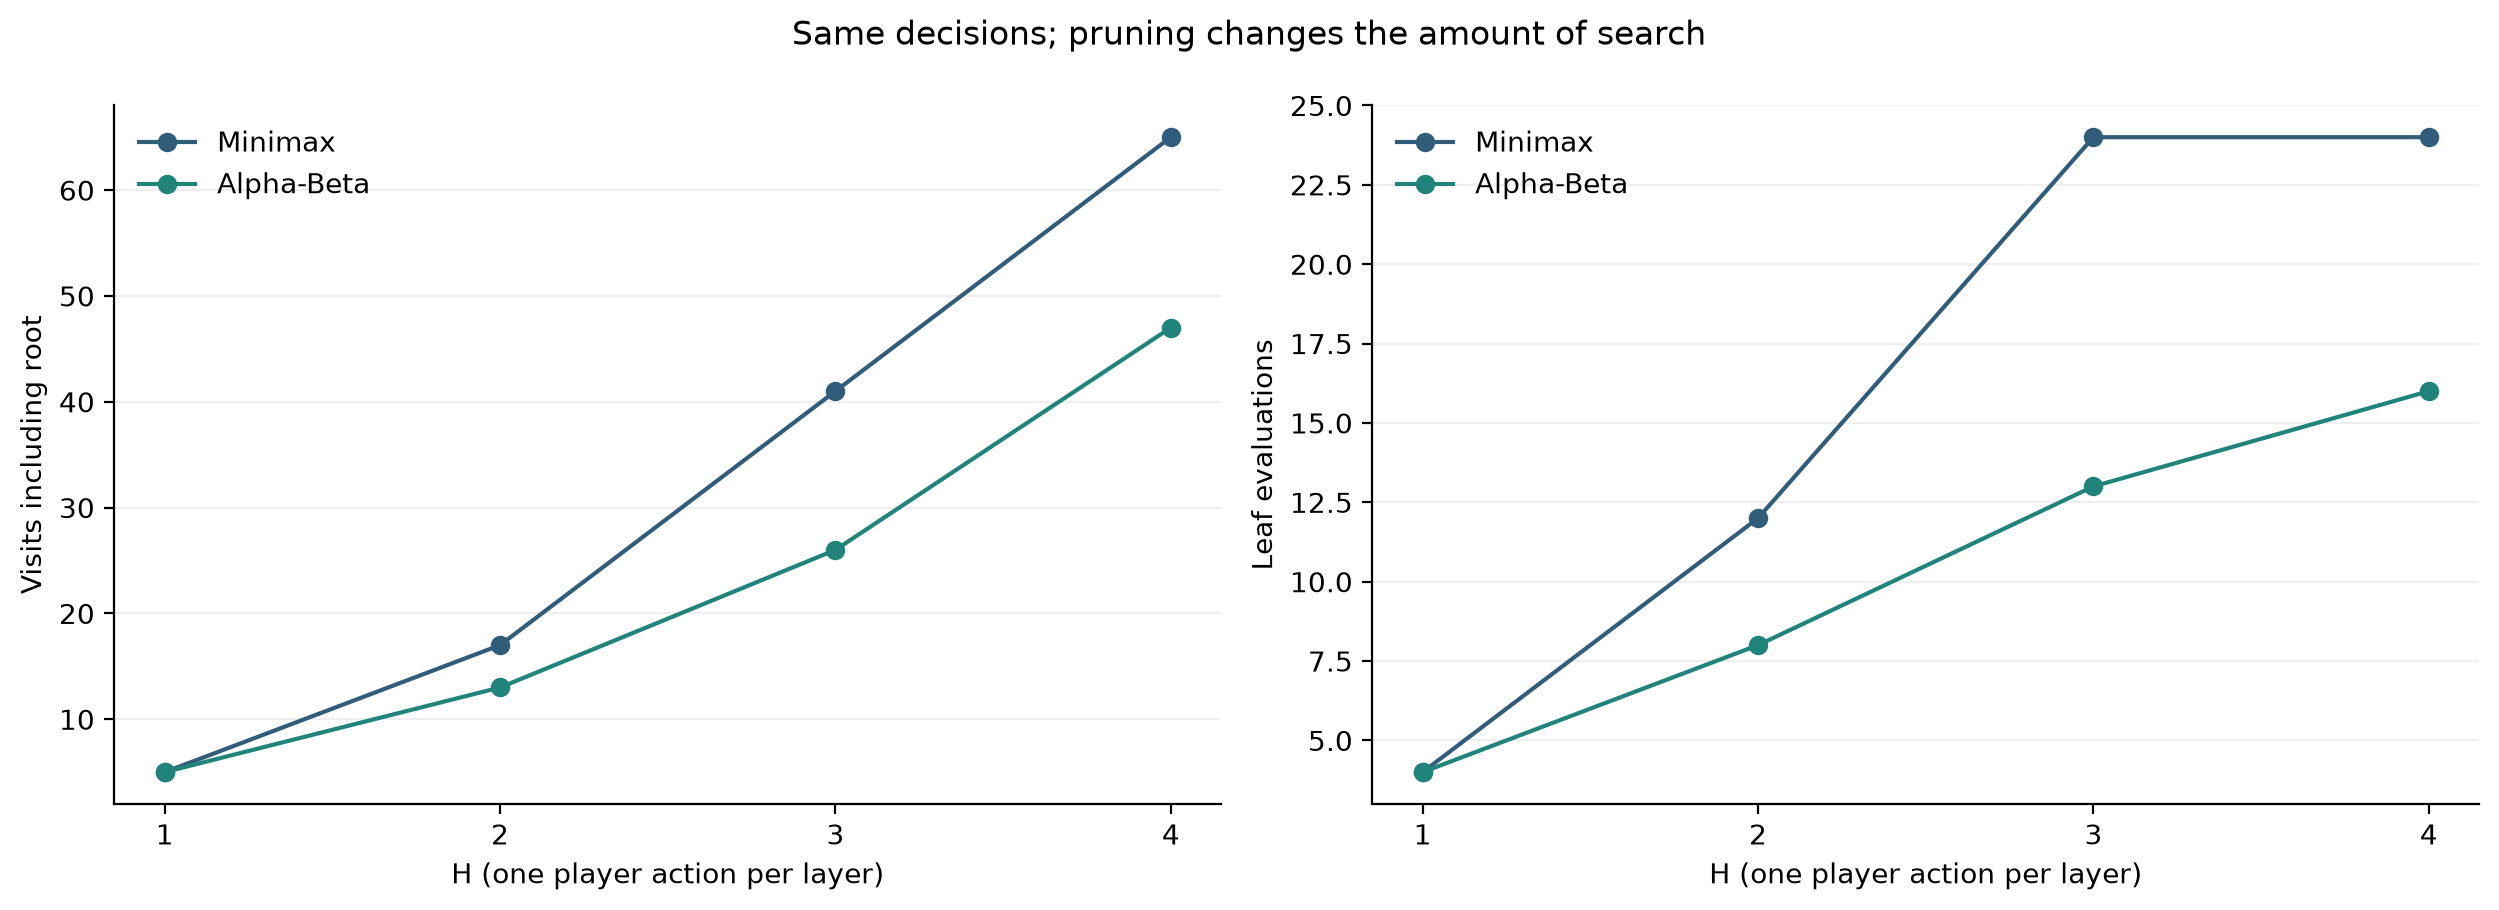 Same decisions; pruning changes the amount of search
Minimax
Alpha-Beta
60
50
40
30
20
10
Visits including root
1 2 3 4
H (one player action per layer)
Minimax
Alpha-Beta
25.0
22.5
20.0
17.5
15.0
12.5
10.0
7.5
5.0
Leaf evaluations
1 2 3 4
H (one player action per layer)